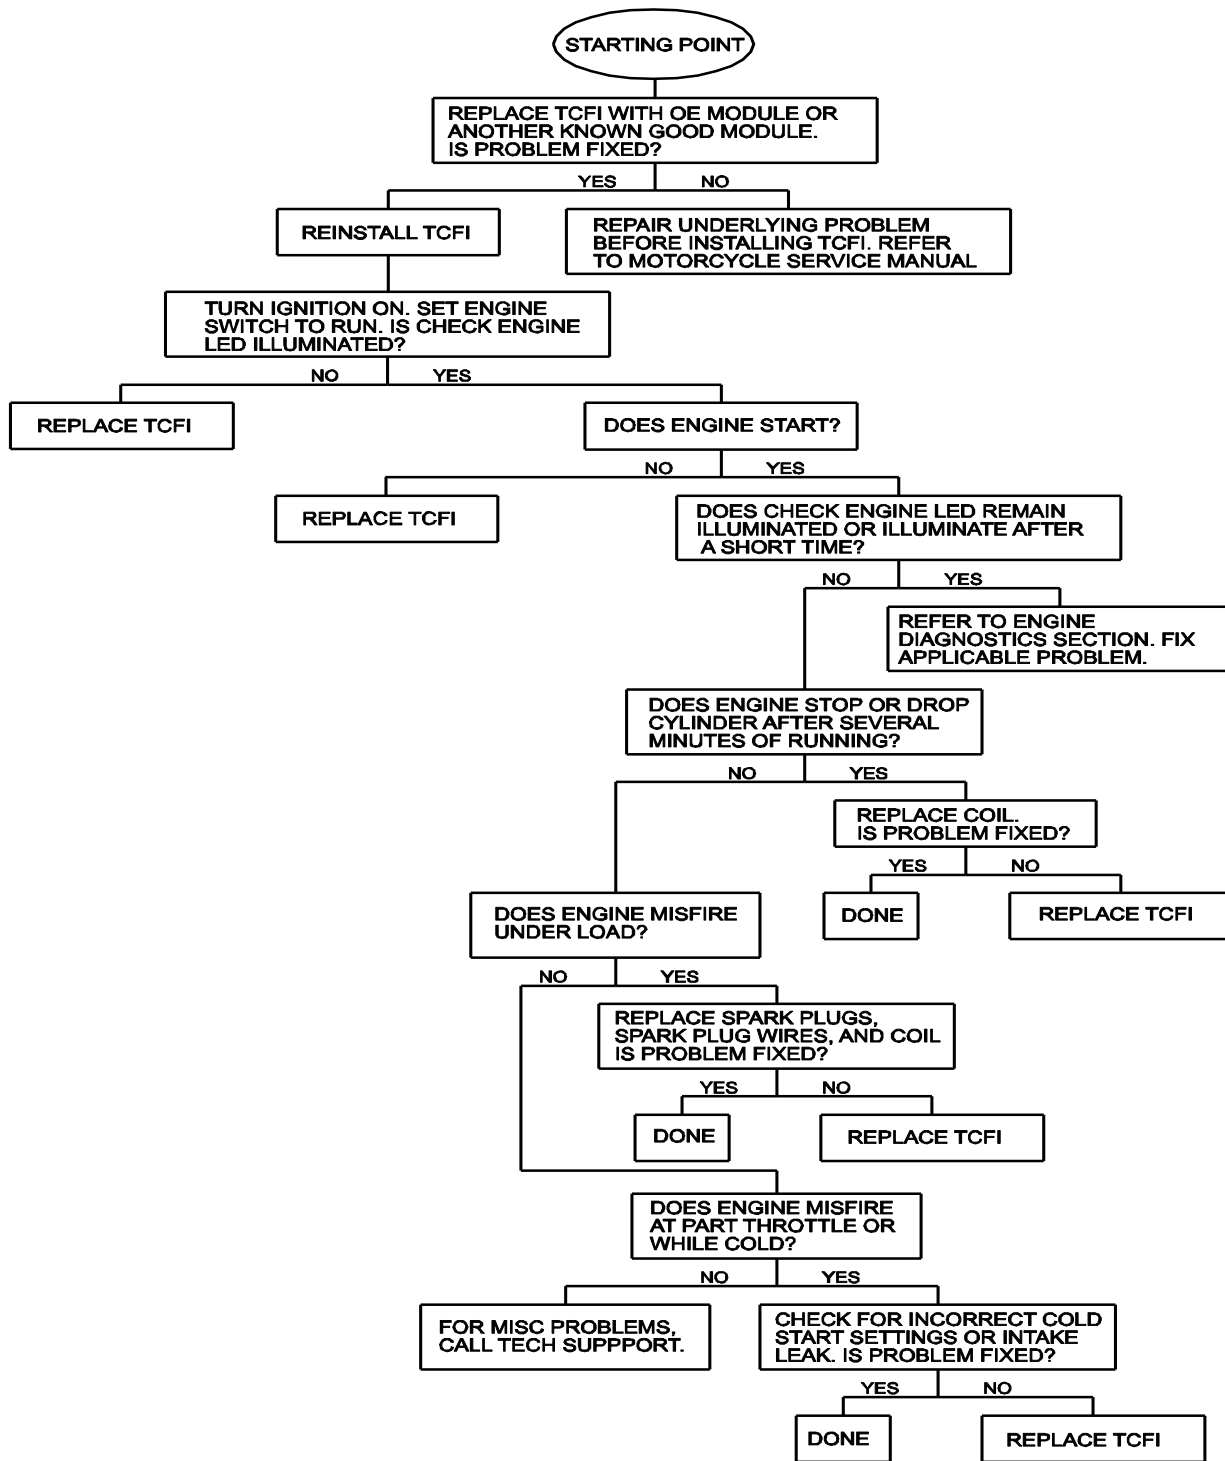 STARTING POINT
REPLACE TCFI WITH OE MODULE OR
ANOTHER KNOWN GOOD MODULE.
IS PROBLEM FIXED?
YES
NO
REINSTALL TCFI
REPAIR UNDERLYING PROBLEM
BEFORE INSTALLING TCFI. REFER
TO MOTORCYCLE SERVICE MANUAL
TURN IGNITION ON. SET ENGINE
SWITCH TO RUN. IS CHECK ENGINE
LED ILLUMINATED?
NO
YES
REPLACE TCFI
DOES ENGINE START?
NO
YES
REPLACE TCFI
DOES CHECK ENGINE LED REMAIN
ILLUMINATED OR ILLUMINATE AFTER
A SHORT TIME?
NO
YES
REFER TO ENGINE
DIAGNOSTICS SECTION. FIX
APPLICABLE PROBLEM.
DOES ENGINE STOP OR DROP
CYLINDER AFTER SEVERAL
MINUTES OF RUNNING?
NO
YES
REPLACE COIL.
IS PROBLEM FIXED?
YES
NO
DONE
REPLACE TCFI
DOES ENGINE MISFIRE
UNDER LOAD?
NO
YES
REPLACE SPARK PLUGS,
SPARK PLUG WIRES, AND COIL
IS PROBLEM FIXED?
YES
NO
DONE
REPLACE TCFI
DOES ENGINE MISFIRE
AT PART THROTTLE OR
WHILE COLD?
NO
YES
FOR MISC PROBLEMS,
CALL TECH SUPPPORT.
CHECK FOR INCORRECT COLD
START SETTINGS OR INTAKE
LEAK. IS PROBLEM FIXED?
YES
NO
DONE
REPLACE TCFI